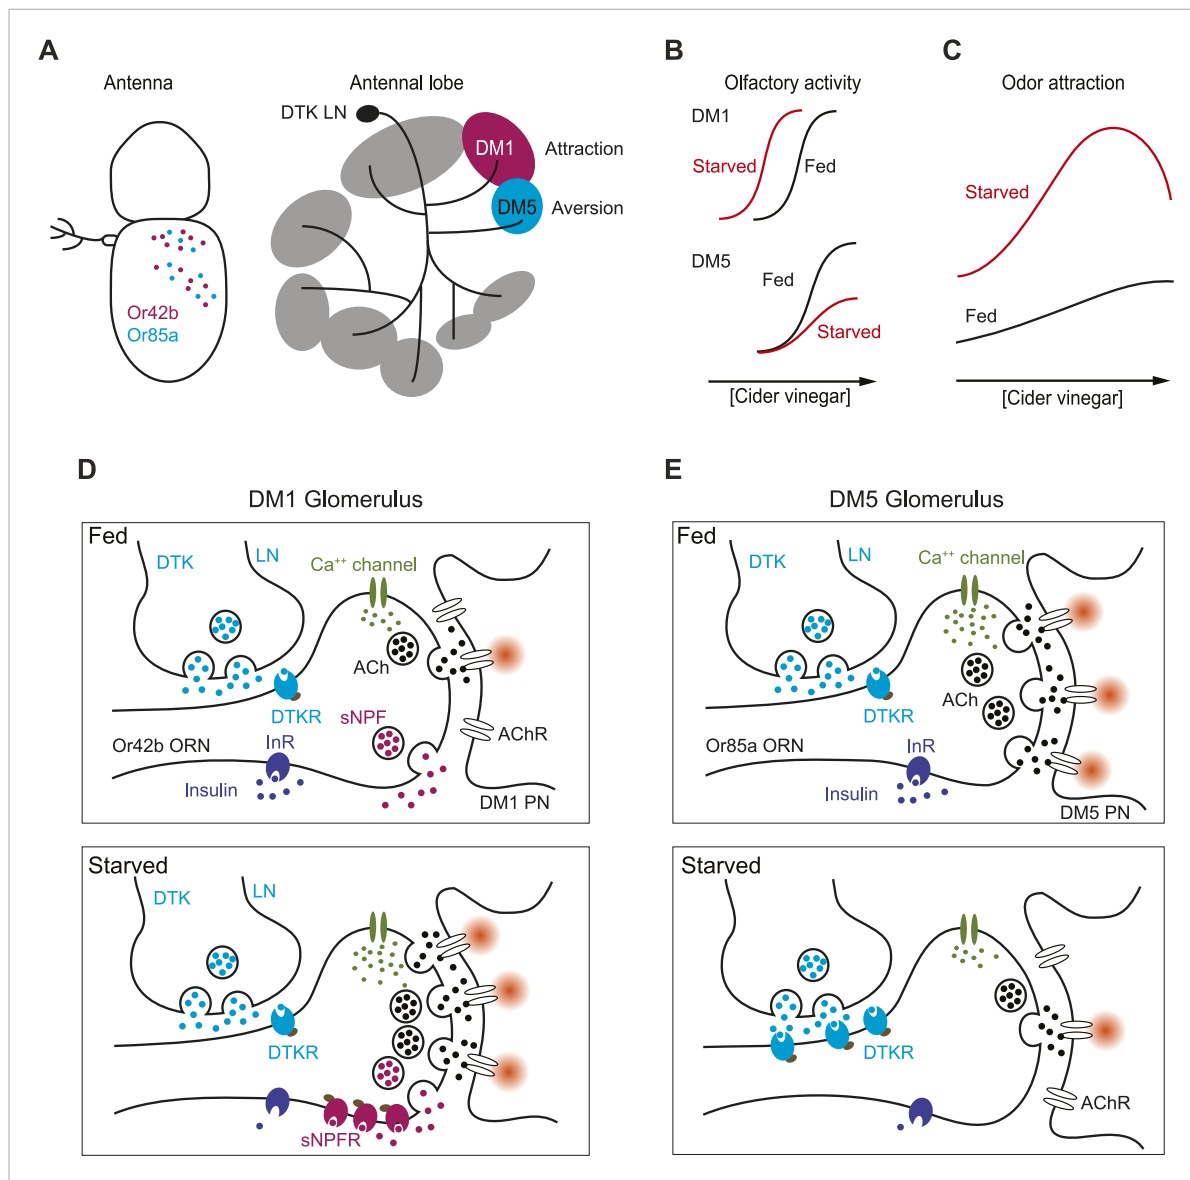 A
Antenna
Antennal lobe
DTK LN
DM1
Attraction
DM5
Aversion
Or42b
Or85a
B
Olfactory activity
DM1
Starved
Fed
DM5
Fed
Starved
[Cider vinegar]
C
Odor attraction
Starved
Fed
[Cider vinegar]
D
DM1 Glomerulus
Fed
DTK
LN
Ca++ channel
ACh
DTKR
sNPF
AChR
Or42b ORN
InR
Insulin
DM1 PN
Starved
DTK
LN
DTKR
sNPFR
E
DM5 Glomerulus
Fed
DTK
LN
Ca++ channel
ACh
DTKR
Or85a ORN
InR
Insulin
DM5 PN
Starved
DTKR
AChR